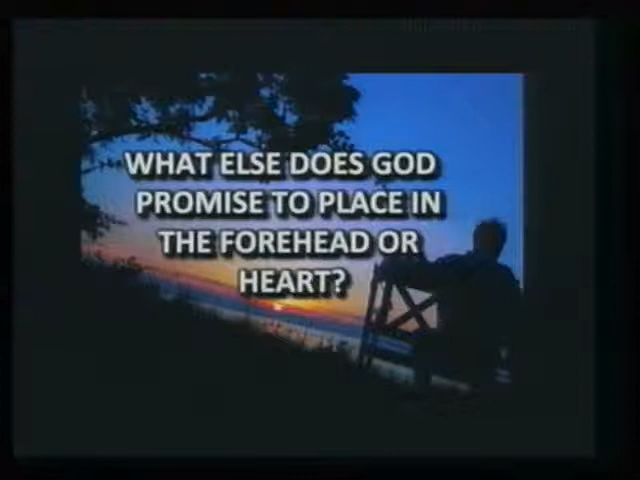 WHAT ELSE DOES GOD
PROMISE TO PLACE IN
THE FOREHEAD OR
HEART?